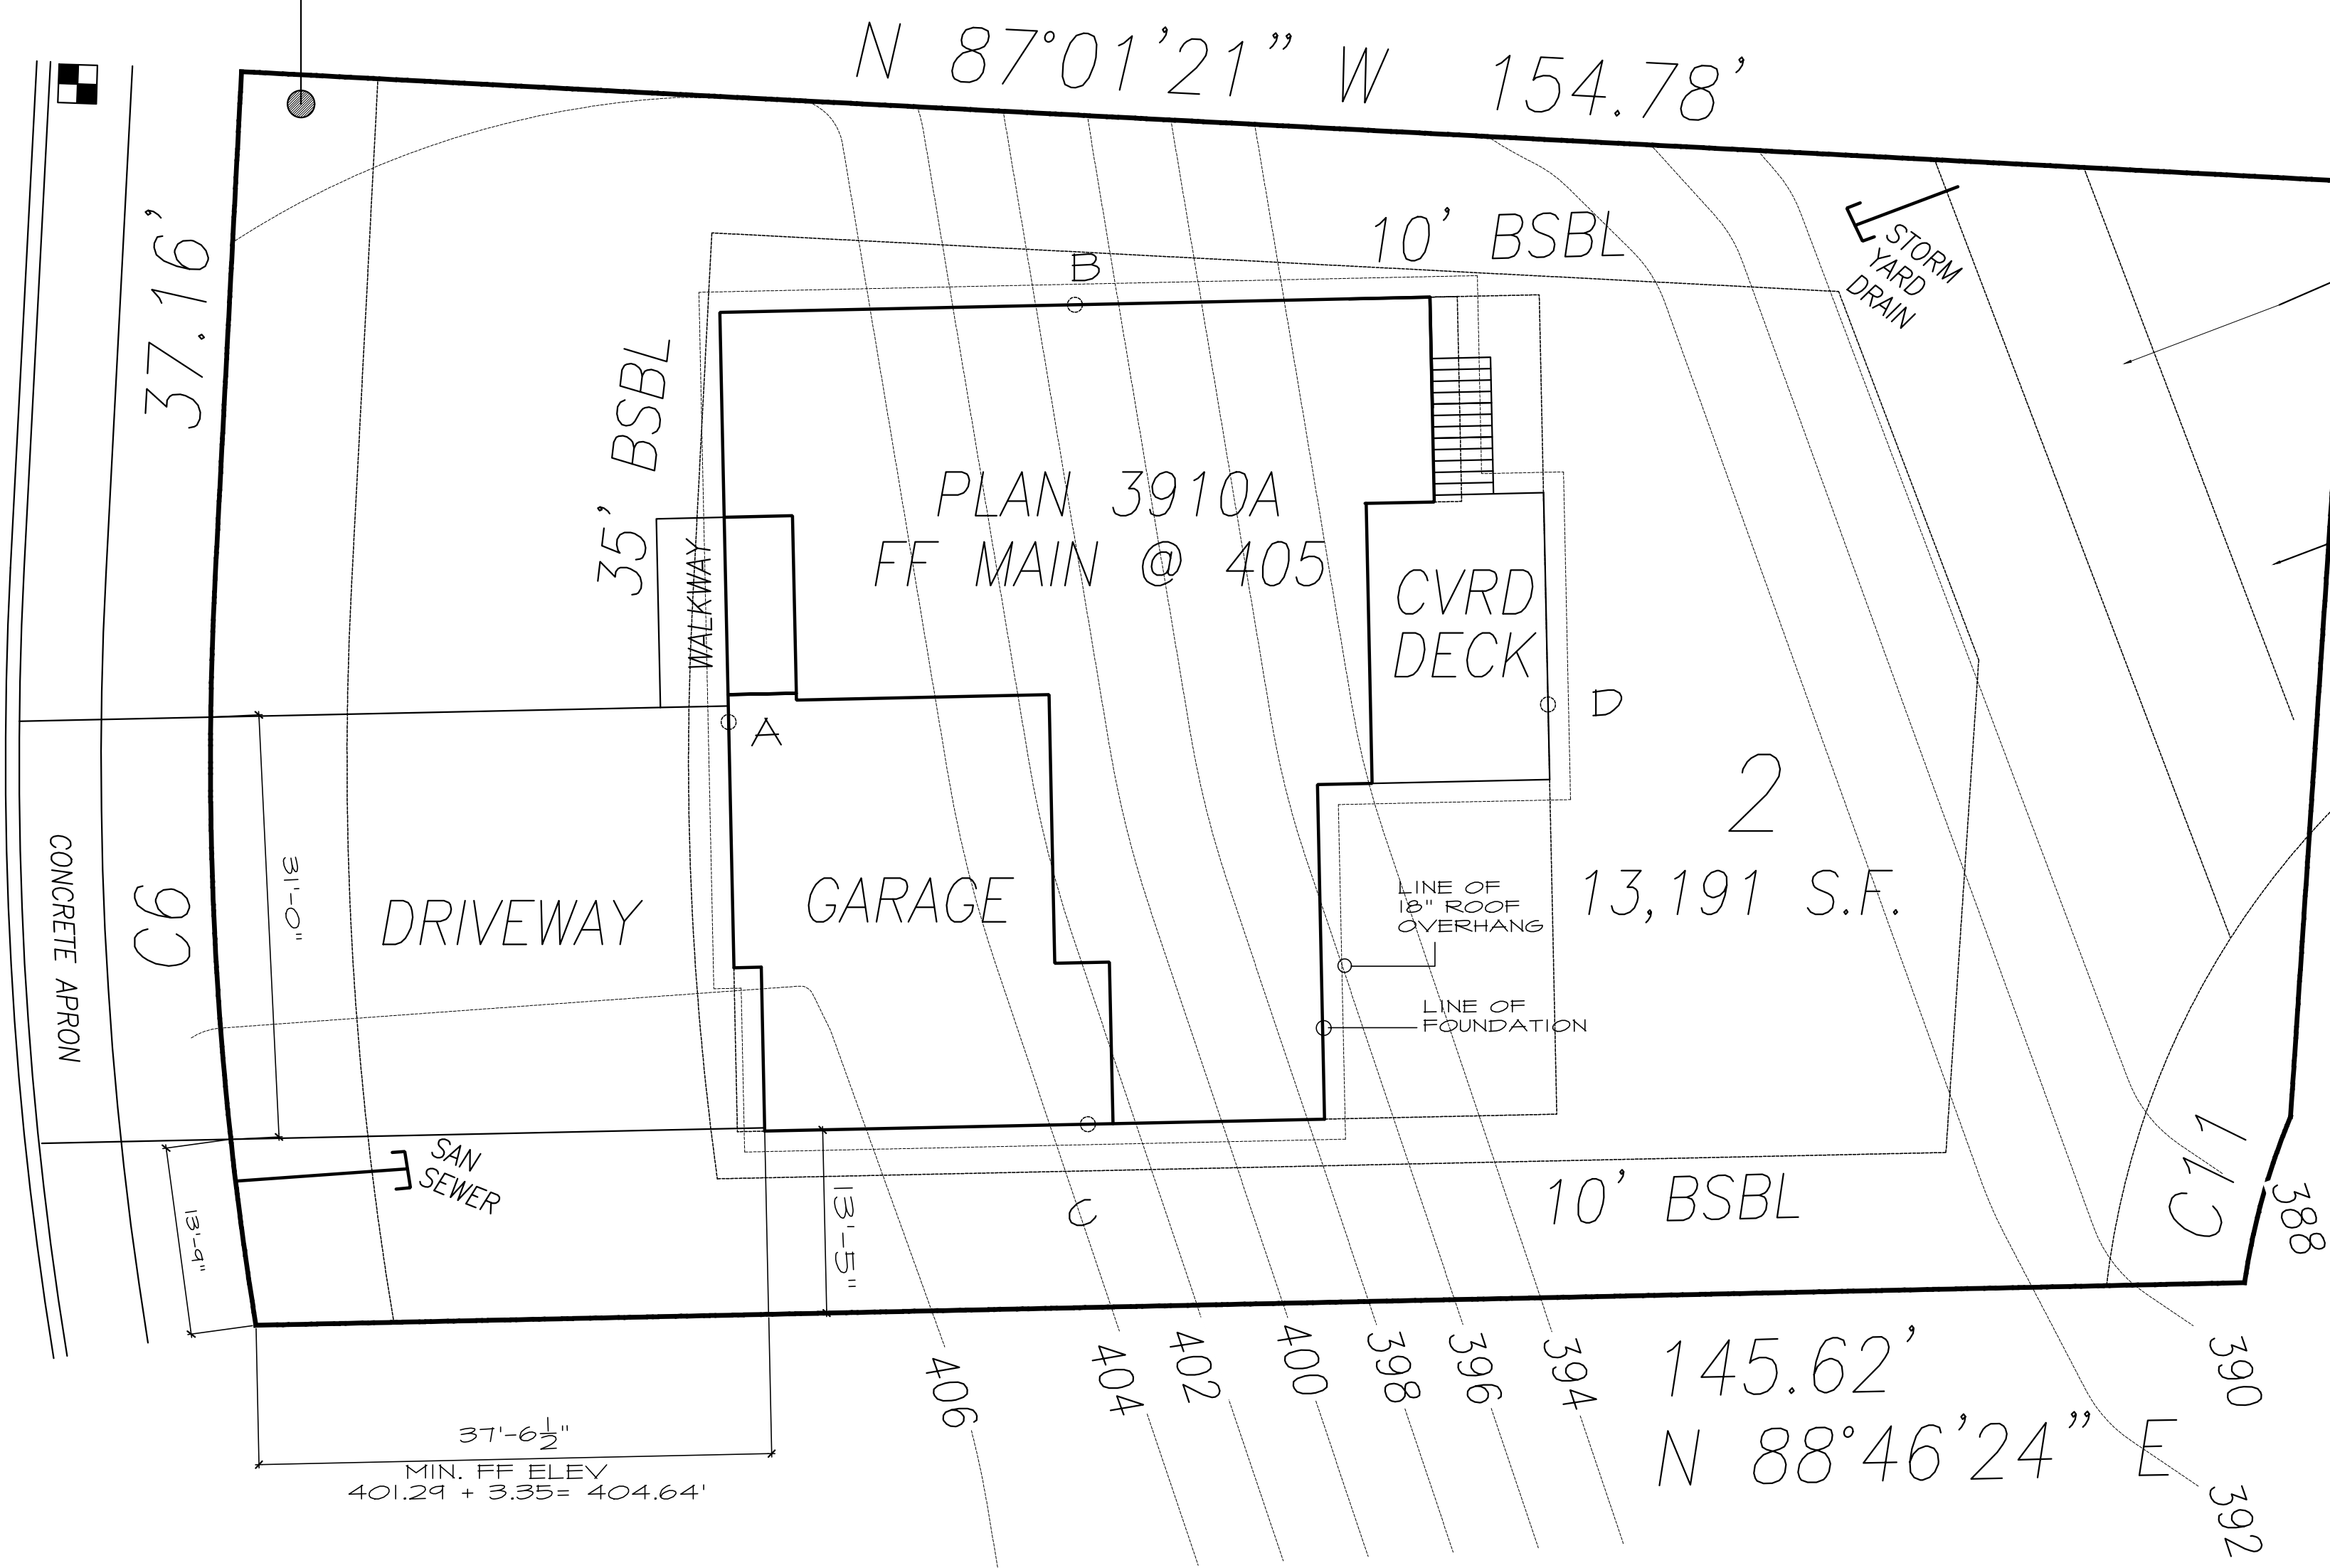 N 87°01'21" W 154.78'
37.16'
10' BSBL
STORM
YARD
DRAIN
B
35' BSBL
PLAN 3910A
FF MAIN @ 405
WALKWAY
CVRD
DECK
A
D
2
13,191 S.F.
CONCRETE APRON
C6
31'-0"
DRIVEWAY
GARAGE
LINE OF
18" ROOF
OVERHANG
LINE OF
FOUNDATION
SAN
SEWER
13'-9"
13'-5"
C
10' BSBL
C11
388
406
404
402
400
398
396
394
390
392
145.62'
N 88°46'24" E
37'-6½"
MIN. FF ELEV
401.29 + 3.35= 404.64'